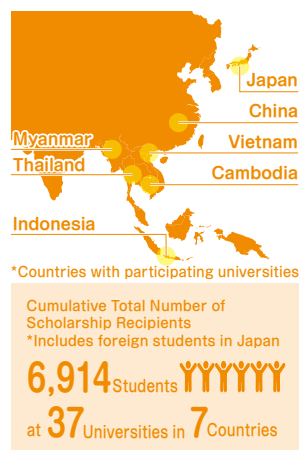 Japan
China
Myanmar
Vietnam
Thailand
Cambodia
Indonesia
*Countries with participating universities
Cumulative Total Number of
Scholarship Recipients
*Includes foreign students in Japan
6,914 Students
at 37 Universities in 7 Countries